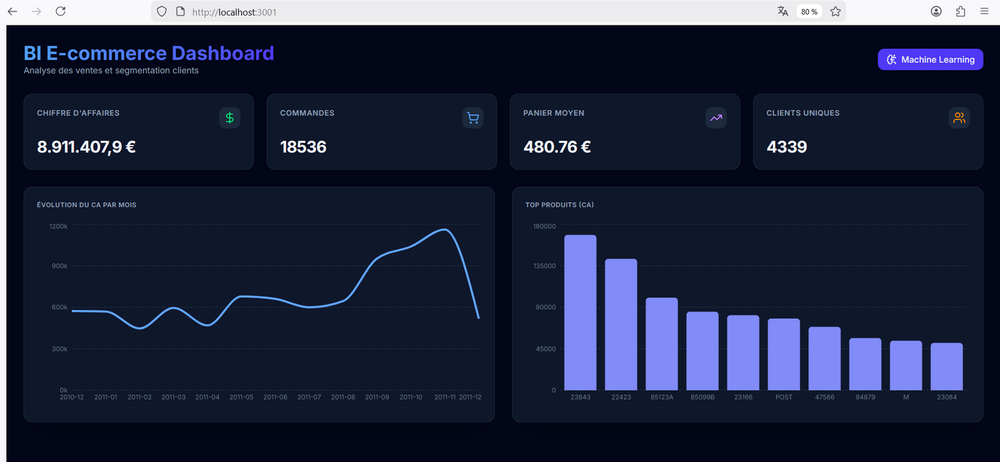 http://localhost:3001
80 %
BI E-commerce Dashboard
Analyse des ventes et segmentation clients
Machine Learning
CHIFFRE D'AFFAIRES
8.911.407,9 €
COMMANDES
18536
PANIER MOYEN
480.76 €
CLIENTS UNIQUES
4339
ÉVOLUTION DU CA PAR MOIS
1200k
900k
600k
300k
0k
2010-12 2011-01 2011-02 2011-03 2011-04 2011-05 2011-06 2011-07 2011-08 2011-09 2011-10 2011-11 2011-12
TOP PRODUITS (CA)
180000
135000
90000
45000
0
23843 22423 85123A 85099B 23166 POST 47566 84879 M 23084